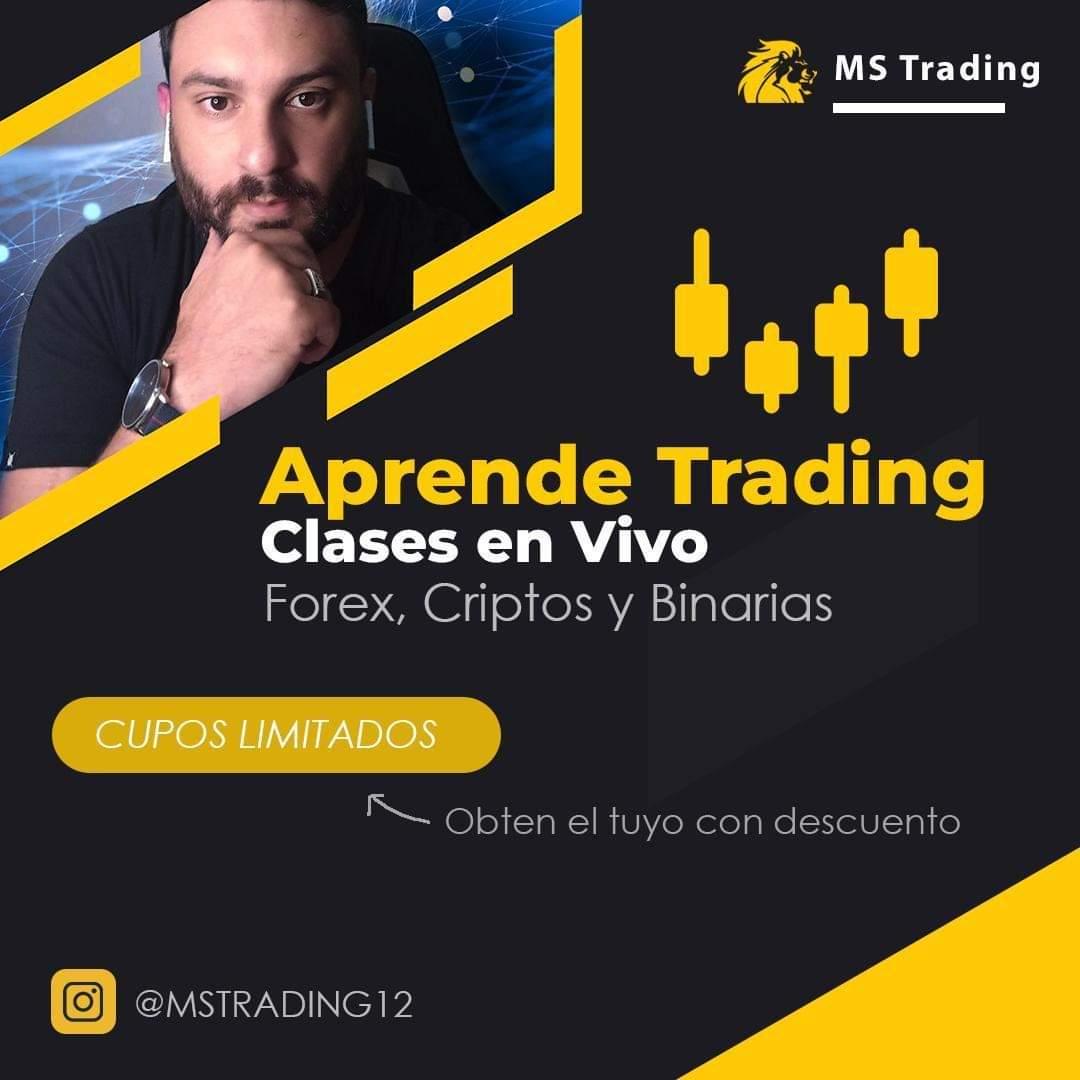 MS Trading
Aprende Trading
Clases en Vivo
Forex, Criptos y Binarias
CUPOS LIMITADOS
Obten el tuyo con descuento
@MSTRADING12